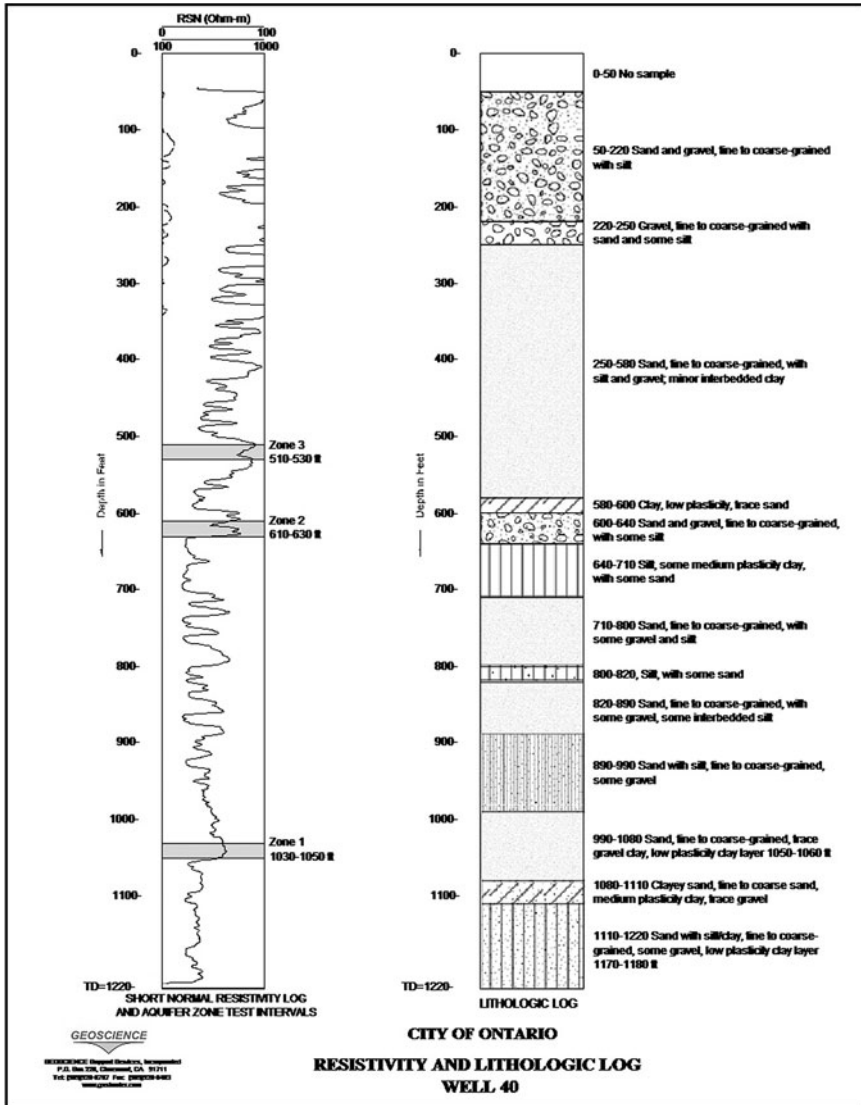 RSN (Ohm-m)
0 100
100 1000
0-
100-
200-
300-
400-
500-
600-
700-
800-
900-
1000-
1100-
TD=1220-
Depth in Feet
Zone 3
510-530 ft
Zone 2
610-630 ft
Zone 1
1030-1050 ft
SHORT NORMAL RESISTIVITY LOG
AND AQUIFER ZONE TEST INTERVALS
0-
100-
200-
300-
400-
500-
600-
700-
800-
900-
1000-
1100-
TD=1220-
Depth in Feet
0-50 No sample
50-220 Sand and gravel, fine to coarse-grained
with silt
220-250 Gravel, fine to coarse-grained with
sand and some silt
250-580 Sand, fine to coarse-grained, with
silt and gravel; minor interbedded clay
580-600 Clay, low plasticity, trace sand
600-640 Sand and gravel, fine to coarse-grained,
with some silt
640-710 Silt, some medium plasticity clay,
with some sand
710-800 Sand, fine to coarse-grained, with
some gravel and silt
800-820, Silt, with some sand
820-890 Sand, fine to coarse-grained, with
some gravel, some interbedded silt
890-990 Sand with silt, fine to coarse-grained,
some gravel
990-1080 Sand, fine to coarse-grained, trace
gravel clay, low plasticity clay layer 1050-1060 ft
1080-1110 Clayey sand, fine to coarse sand,
medium plasticity clay, trace gravel
1110-1220 Sand with silt/clay, fine to coarse-
grained, some gravel, low plasticity clay layer
1170-1180 ft
LITHOLOGIC LOG
GEOSCIENCE
GEOSCIENCE Support Services, Incorporated
P.O. Box 220, Claremont, CA 91711
CITY OF ONTARIO
RESISTIVITY AND LITHOLOGIC LOG
WELL 40